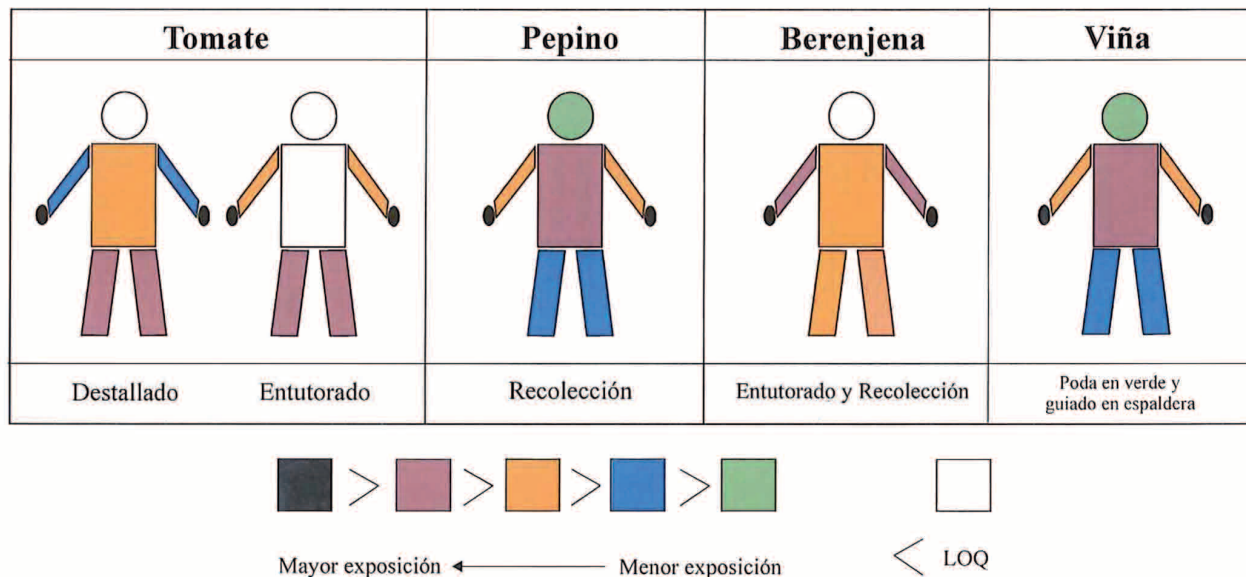 Tomate
Pepino
Berenjena
Viña
Destallado
Entutorado
Recolección
Entutorado y Recolección
Poda en verde y
guiado en espaldera
> > > >
Mayor exposición
Menor exposición
< LOQ